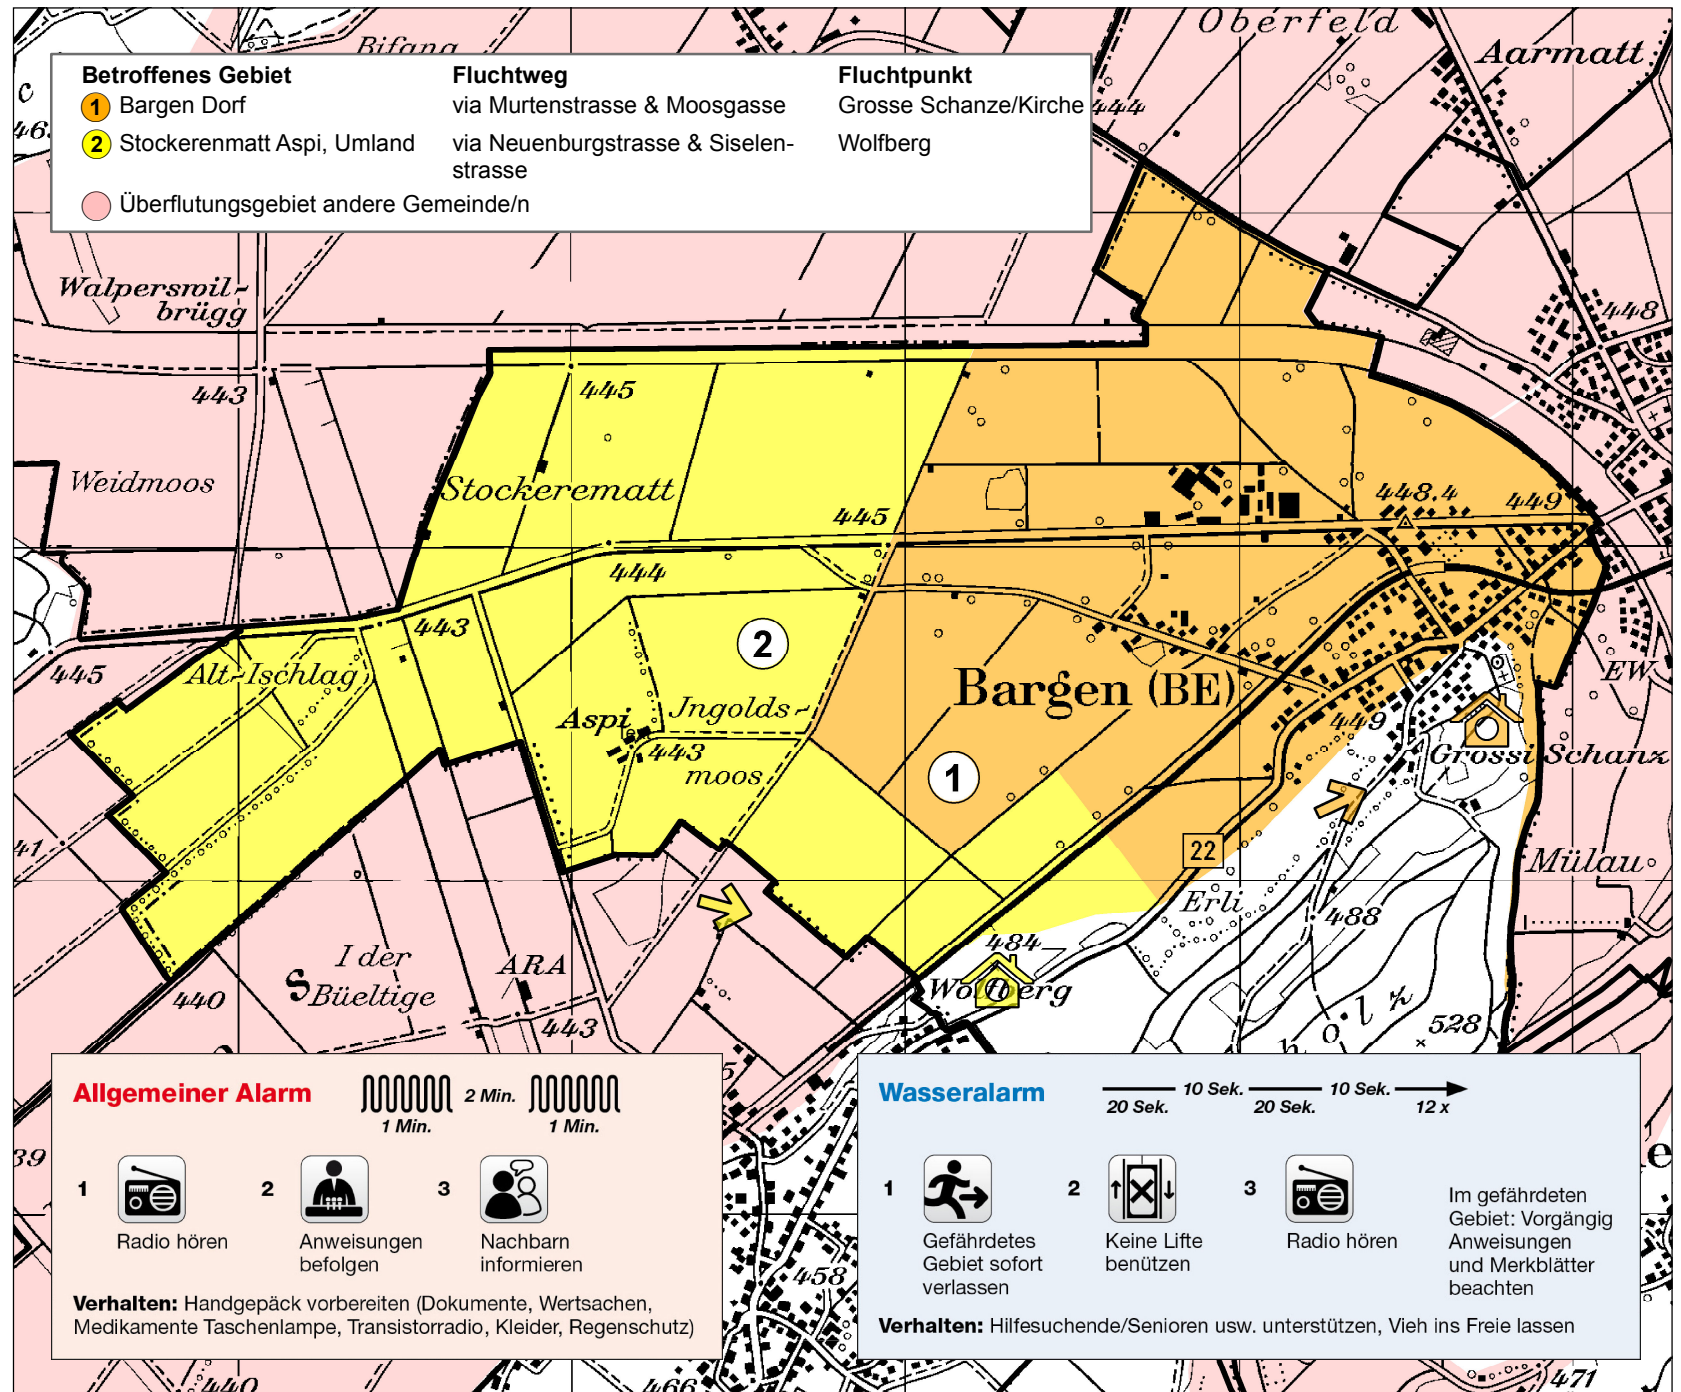 Oberfeld
Aarmatt
Bifang
Betroffenes Gebiet Fluchtweg Fluchtpunkt
1 Bargen Dorf via Murtenstrasse & Moosgasse Grosse Schanze/Kirche
444
2 Stockerenmatt Aspi, Umland via Neuenburgstrasse & Siselen-
strasse Wolfberg
Überflutungsgebiet andere Gemeinde/n
Walperswil-
brügg
448
443
445
Weidmoos
Stockerematt
445
448.4
449
444
443
445
Alt-Ischlag
2
Bargen (BE)
EW
Aspi
Jngolds-
443
moos
449
1
Grossi Schanz
41
22
Mülau
Erli
488
484
I der
Büeltige
ARA
440
443
Wolfberg
528
holz
Allgemeiner Alarm
2 Min.
1 Min. 1 Min.
1 Radio hören
2 Anweisungen
befolgen
3 Nachbarn
informieren
Verhalten: Handgepäck vorbereiten (Dokumente, Wertsachen,
Medikamente Taschenlampe, Transistorradio, Kleider, Regenschutz)
Wasseralarm
10 Sek. 10 Sek.
20 Sek. 20 Sek. 12 x
1 Gefährdetes
Gebiet sofort
verlassen
2 Keine Lifte
benützen
3 Radio hören
Im gefährdeten
Gebiet: Vorgängig
Anweisungen
und Merkblätter
beachten
Verhalten: Hilfesuchende/Senioren usw. unterstützen, Vieh ins Freie lassen
39
458
440
466
471